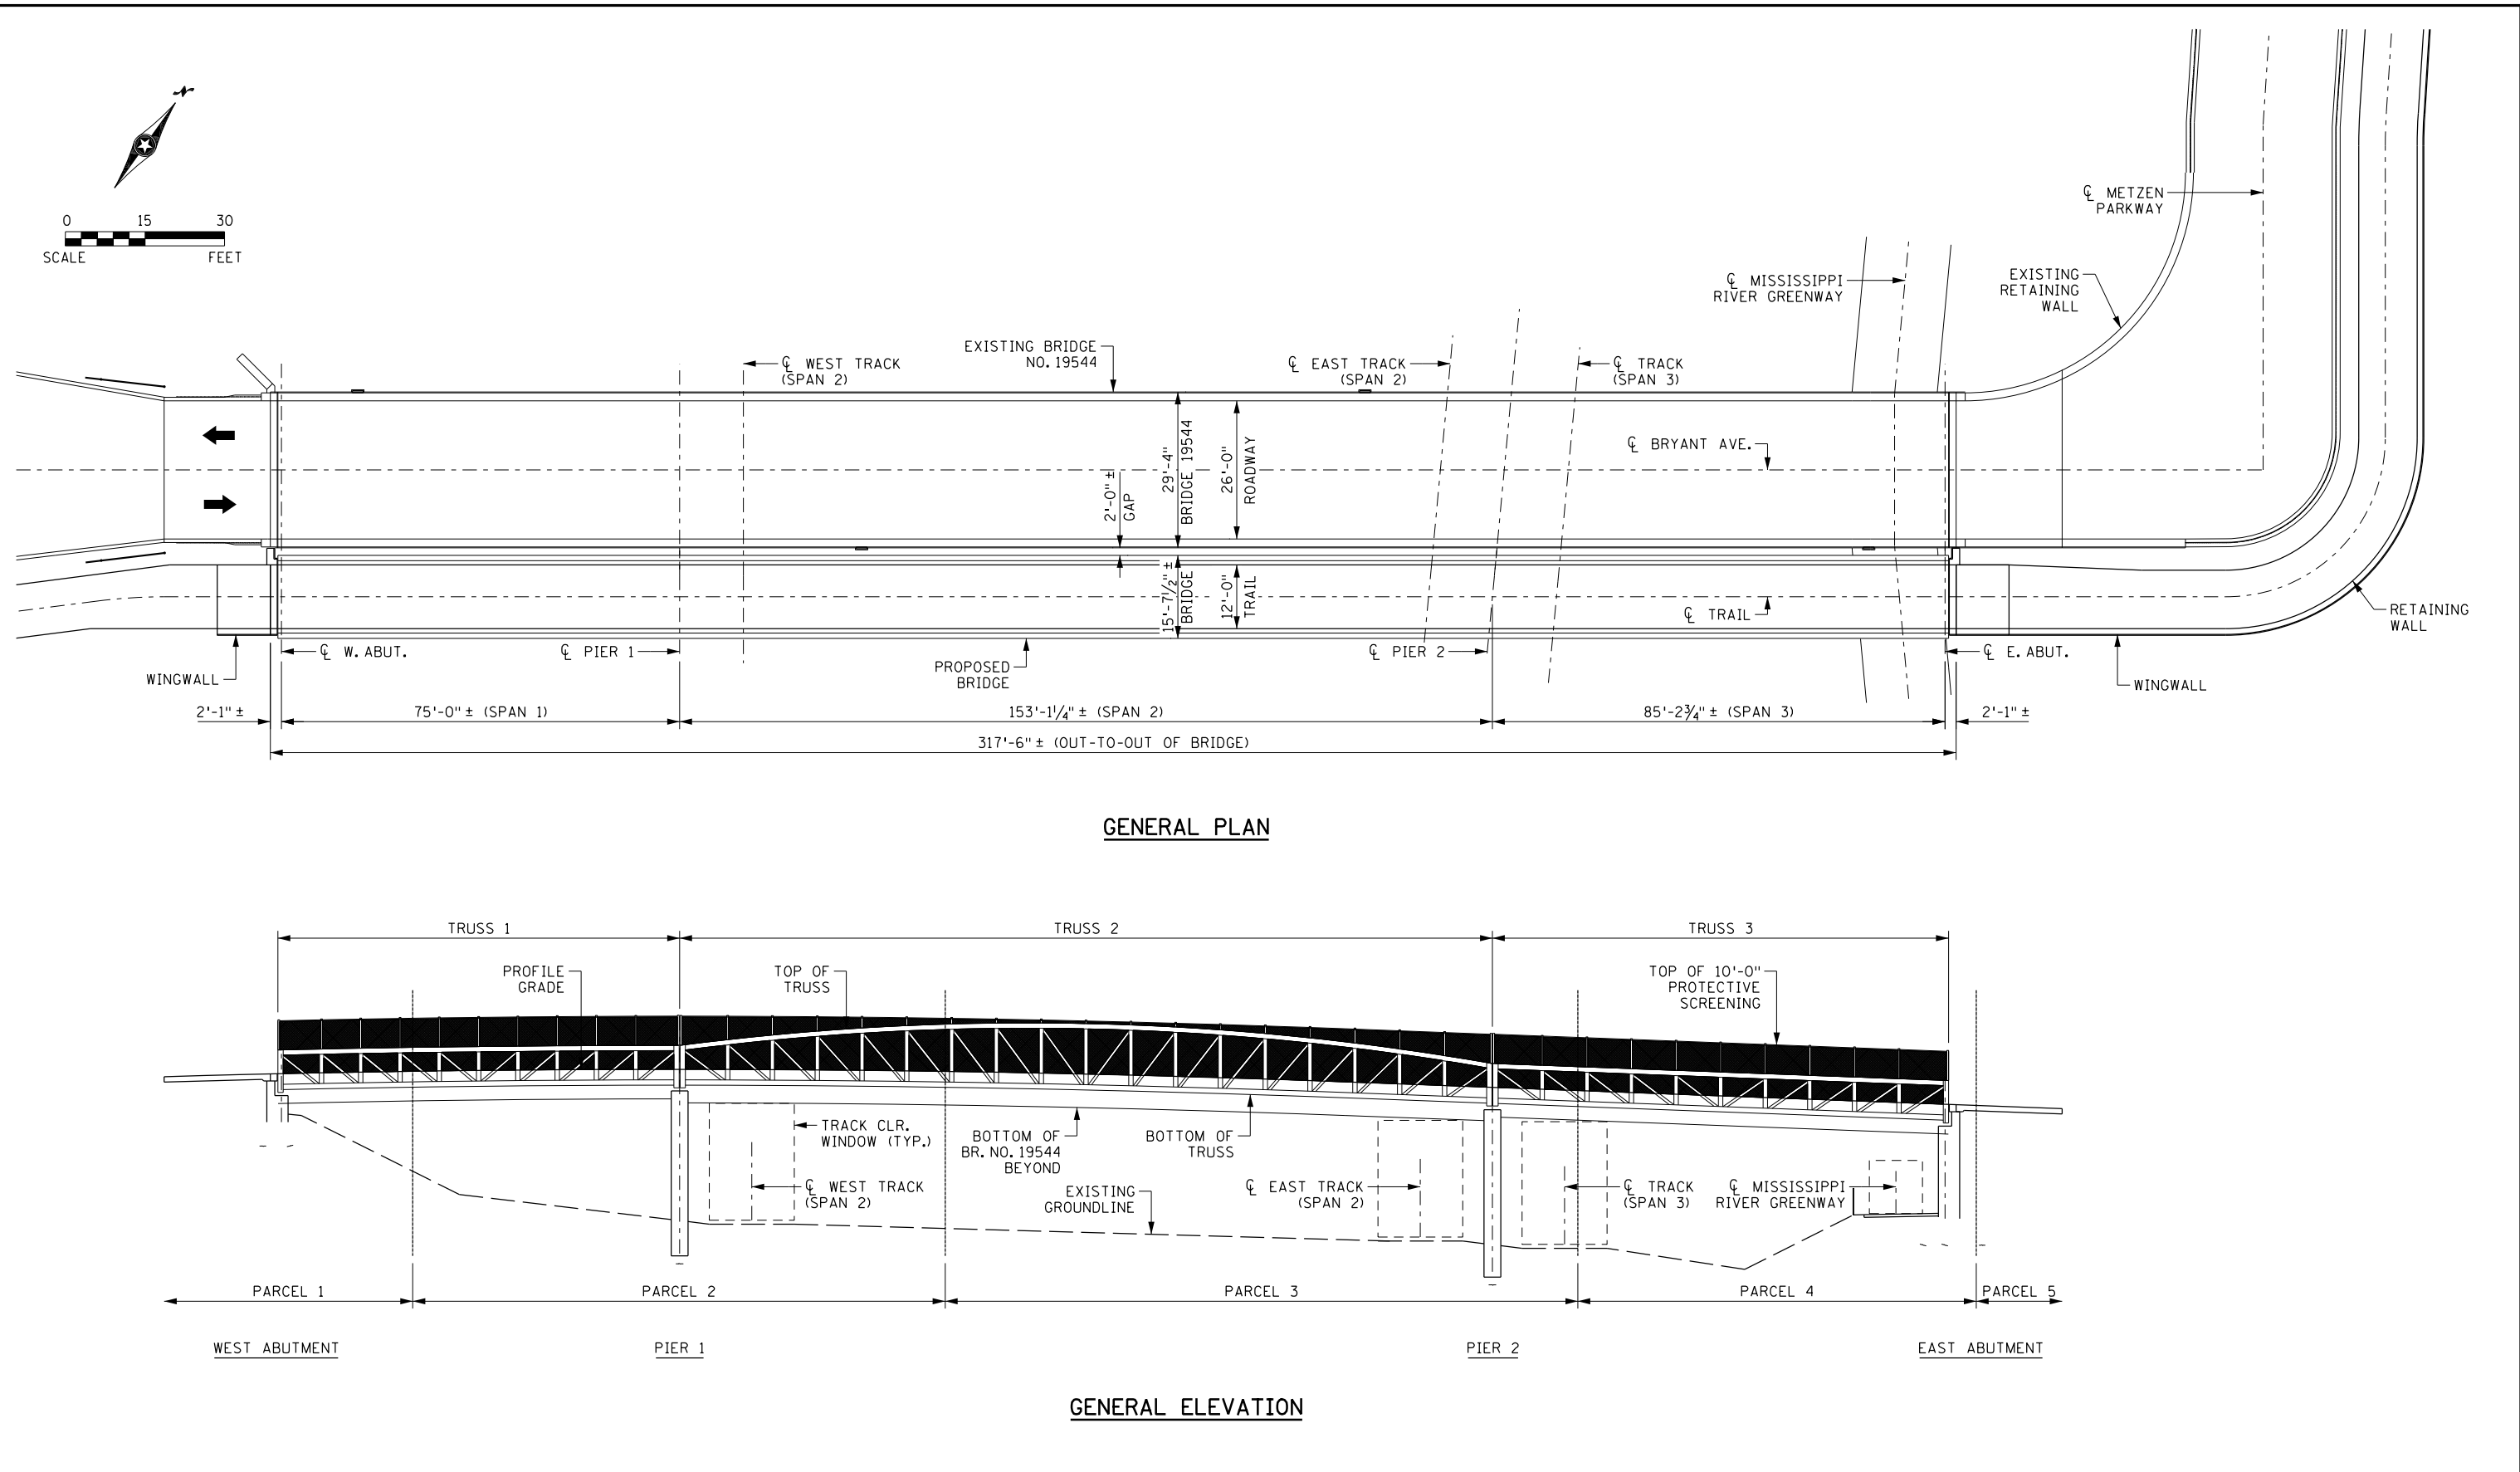 N
0 15 30
SCALE FEET
℄ METZEN
PARKWAY
℄ MISSISSIPPI
RIVER GREENWAY
EXISTING
RETAINING
WALL
℄ WEST TRACK
(SPAN 2)
EXISTING BRIDGE
NO. 19544
℄ EAST TRACK
(SPAN 2)
℄ TRACK
(SPAN 3)
2'-0" ±
GAP
29'-4"
BRIDGE 19544
26'-0"
ROADWAY
℄ BRYANT AVE.
15'-7 1/2" ±
BRIDGE
12'-0"
TRAIL
℄ TRAIL
RETAINING
WALL
℄ W. ABUT.
℄ PIER 1
PROPOSED
BRIDGE
℄ PIER 2
℄ E. ABUT.
WINGWALL
WINGWALL
2'-1" ±
75'-0" ± (SPAN 1)
153'-1 1/4" ± (SPAN 2)
85'-2 3/4" ± (SPAN 3)
2'-1" ±
317'-6" ± (OUT-TO-OUT OF BRIDGE)
GENERAL PLAN
TRUSS 1
TRUSS 2
TRUSS 3
PROFILE
GRADE
TOP OF
TRUSS
TOP OF 10'-0"
PROTECTIVE
SCREENING
TRACK CLR.
WINDOW (TYP.)
BOTTOM OF
BR. NO. 19544
BEYOND
BOTTOM OF
TRUSS
℄ WEST TRACK
(SPAN 2)
EXISTING
GROUNDLINE
℄ EAST TRACK
(SPAN 2)
℄ TRACK
(SPAN 3)
℄ MISSISSIPPI
RIVER GREENWAY
PARCEL 1
PARCEL 2
PARCEL 3
PARCEL 4
PARCEL 5
WEST ABUTMENT
PIER 1
PIER 2
EAST ABUTMENT
GENERAL ELEVATION